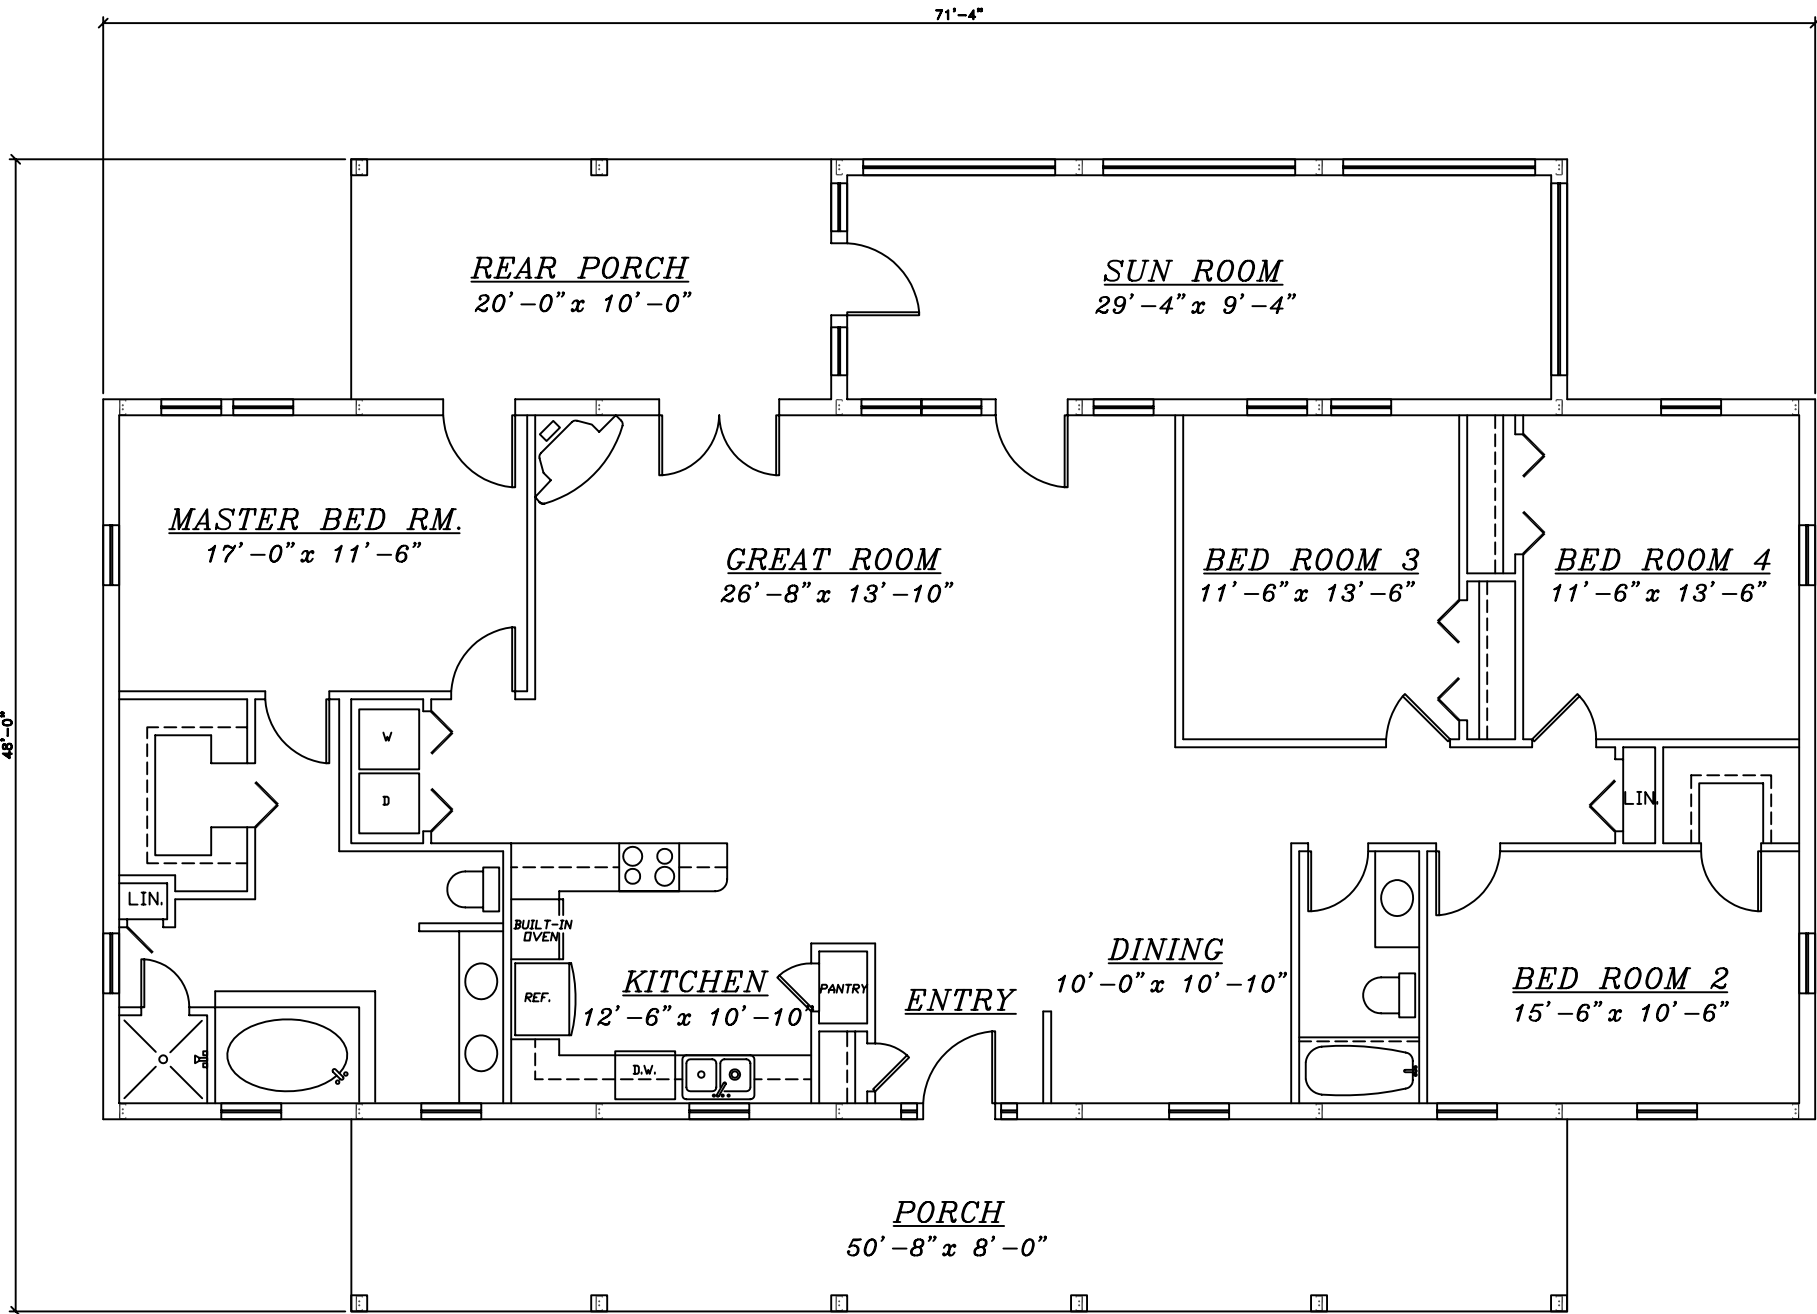 71'-4"
REAR PORCH
20'-0" x 10'-0"
SUN ROOM
29'-4" x 9'-4"
MASTER BED RM.
17'-0" x 11'-6"
GREAT ROOM
26'-8" x 13'-10"
BED ROOM 3
11'-6" x 13'-6"
BED ROOM 4
11'-6" x 13'-6"
48'-0"
W
D
LIN.
LIN.
BUILT-IN
OVEN
REF.
KITCHEN
12'-6" x 10'-10"
PANTRY
ENTRY
DINING
10'-0" x 10'-10"
BED ROOM 2
15'-6" x 10'-6"
D.W.
PORCH
50'-8" x 8'-0"